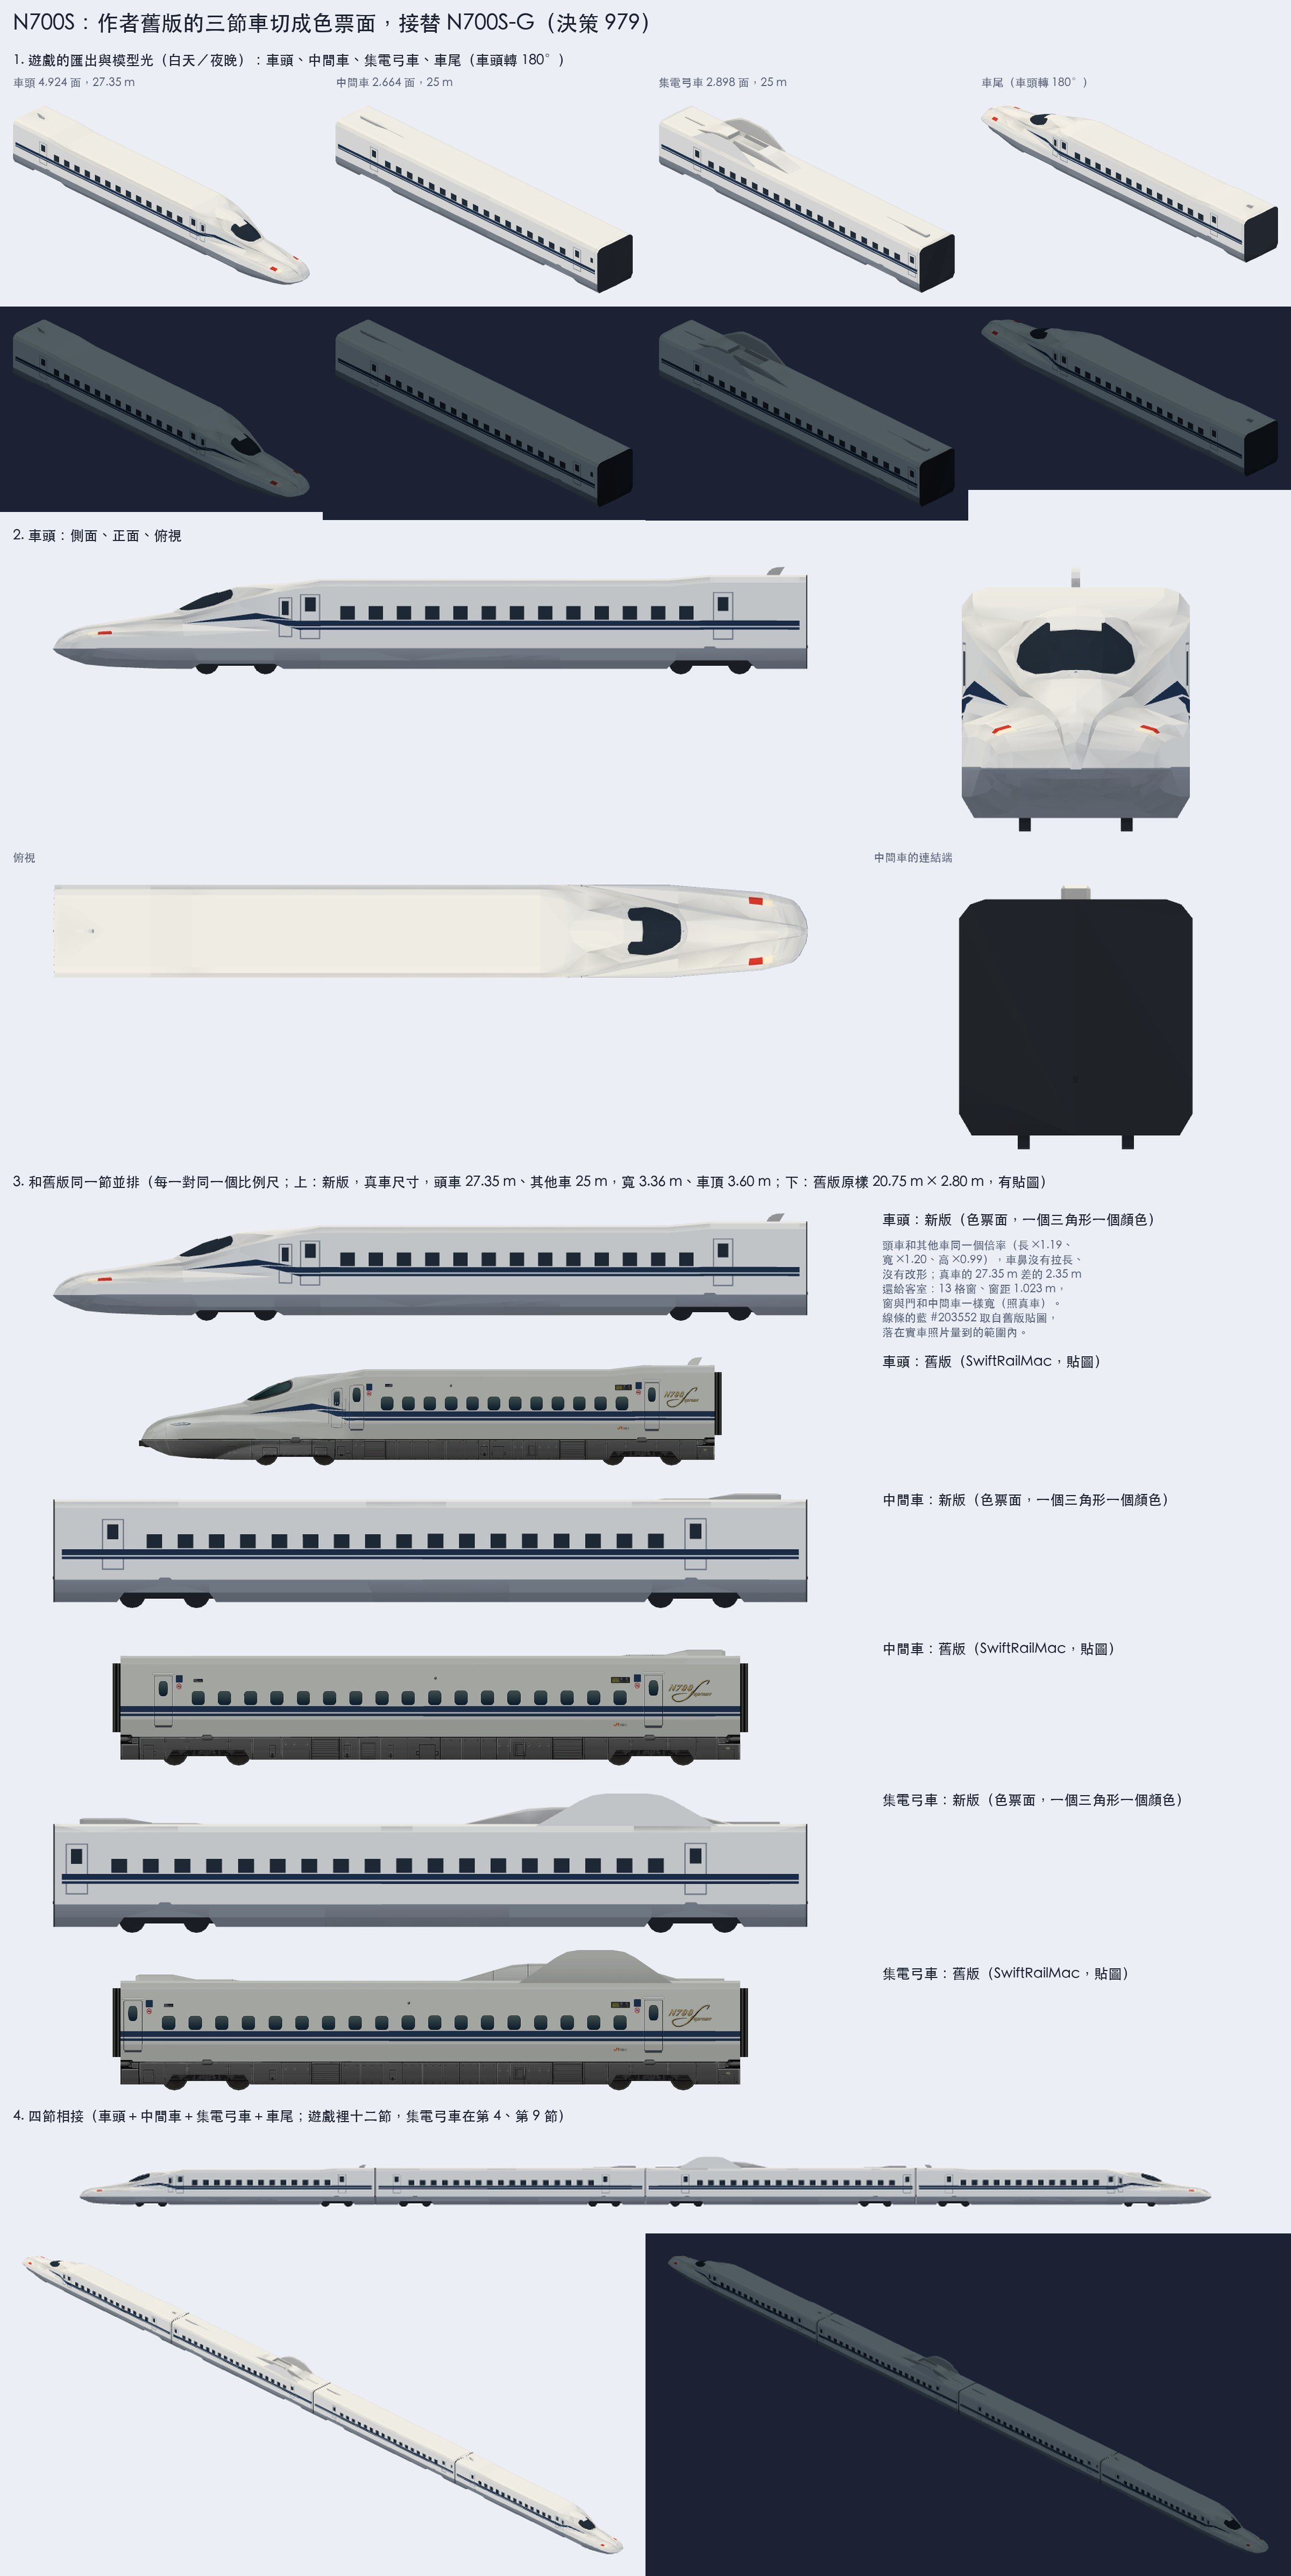 N700S：作者舊版的三節車切成色票面，接替 N700S-G（決策 979）
1. 遊戲的匯出與模型光（白天／夜晚）：車頭、中間車、集電弓車、車尾（車頭轉 180°）
車頭 4,924 面，27.35 m
中間車 2,664 面，25 m
集電弓車 2,898 面，25 m
車尾（車頭轉 180°）
2. 車頭：側面、正面、俯視
俯視
中間車的連結端
3. 和舊版同一節並排（每一對同一個比例尺；上：新版，真車尺寸，頭車 27.35 m、其他車 25 m，寬 3.36 m、車頂 3.60 m；下：舊版原樣 20.75 m × 2.80 m，有貼圖）
車頭：新版（色票面，一個三角形一個顏色）
頭車和其他車同一個倍率（長 ×1.19、
寬 ×1.20、高 ×0.99），車鼻沒有拉長、
沒有改形；真車的 27.35 m 差的 2.35 m
還給客室：13 格窗、窗距 1.023 m，
窗與門和中間車一樣寬（照真車）。
線條的藍 #203552 取自舊版貼圖，
落在實車照片量到的範圍內。
車頭：舊版（SwiftRailMac，貼圖）
N700S
中間車：新版（色票面，一個三角形一個顏色）
中間車：舊版（SwiftRailMac，貼圖）
N700S
集電弓車：新版（色票面，一個三角形一個顏色）
集電弓車：舊版（SwiftRailMac，貼圖）
N700S
4. 四節相接（車頭＋中間車＋集電弓車＋車尾；遊戲裡十二節，集電弓車在第 4、第 9 節）